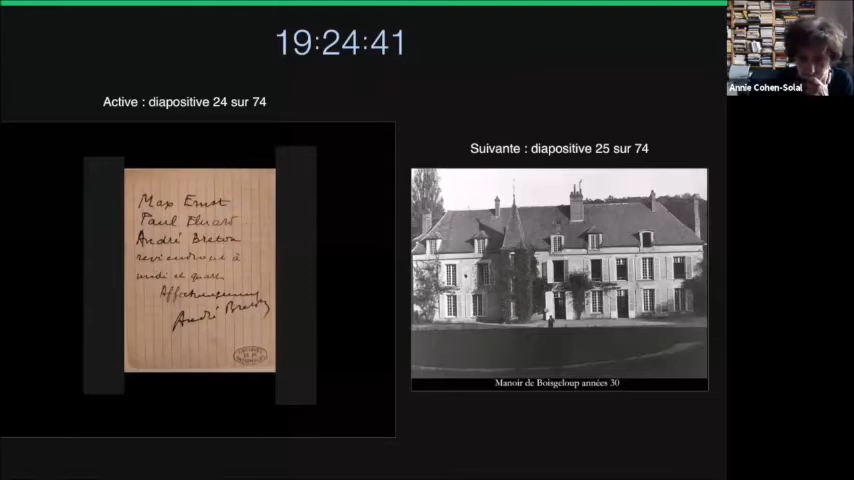 19:24:41
Annie Cohen-Solal
Active : diapositive 24 sur 74
Suivante : diapositive 25 sur 74
Max Ernst
Paul Eluard
André Breton
reviendront à
midi et quart
Affectueusement
André Breton
Manoir de Boisgeloup années 30